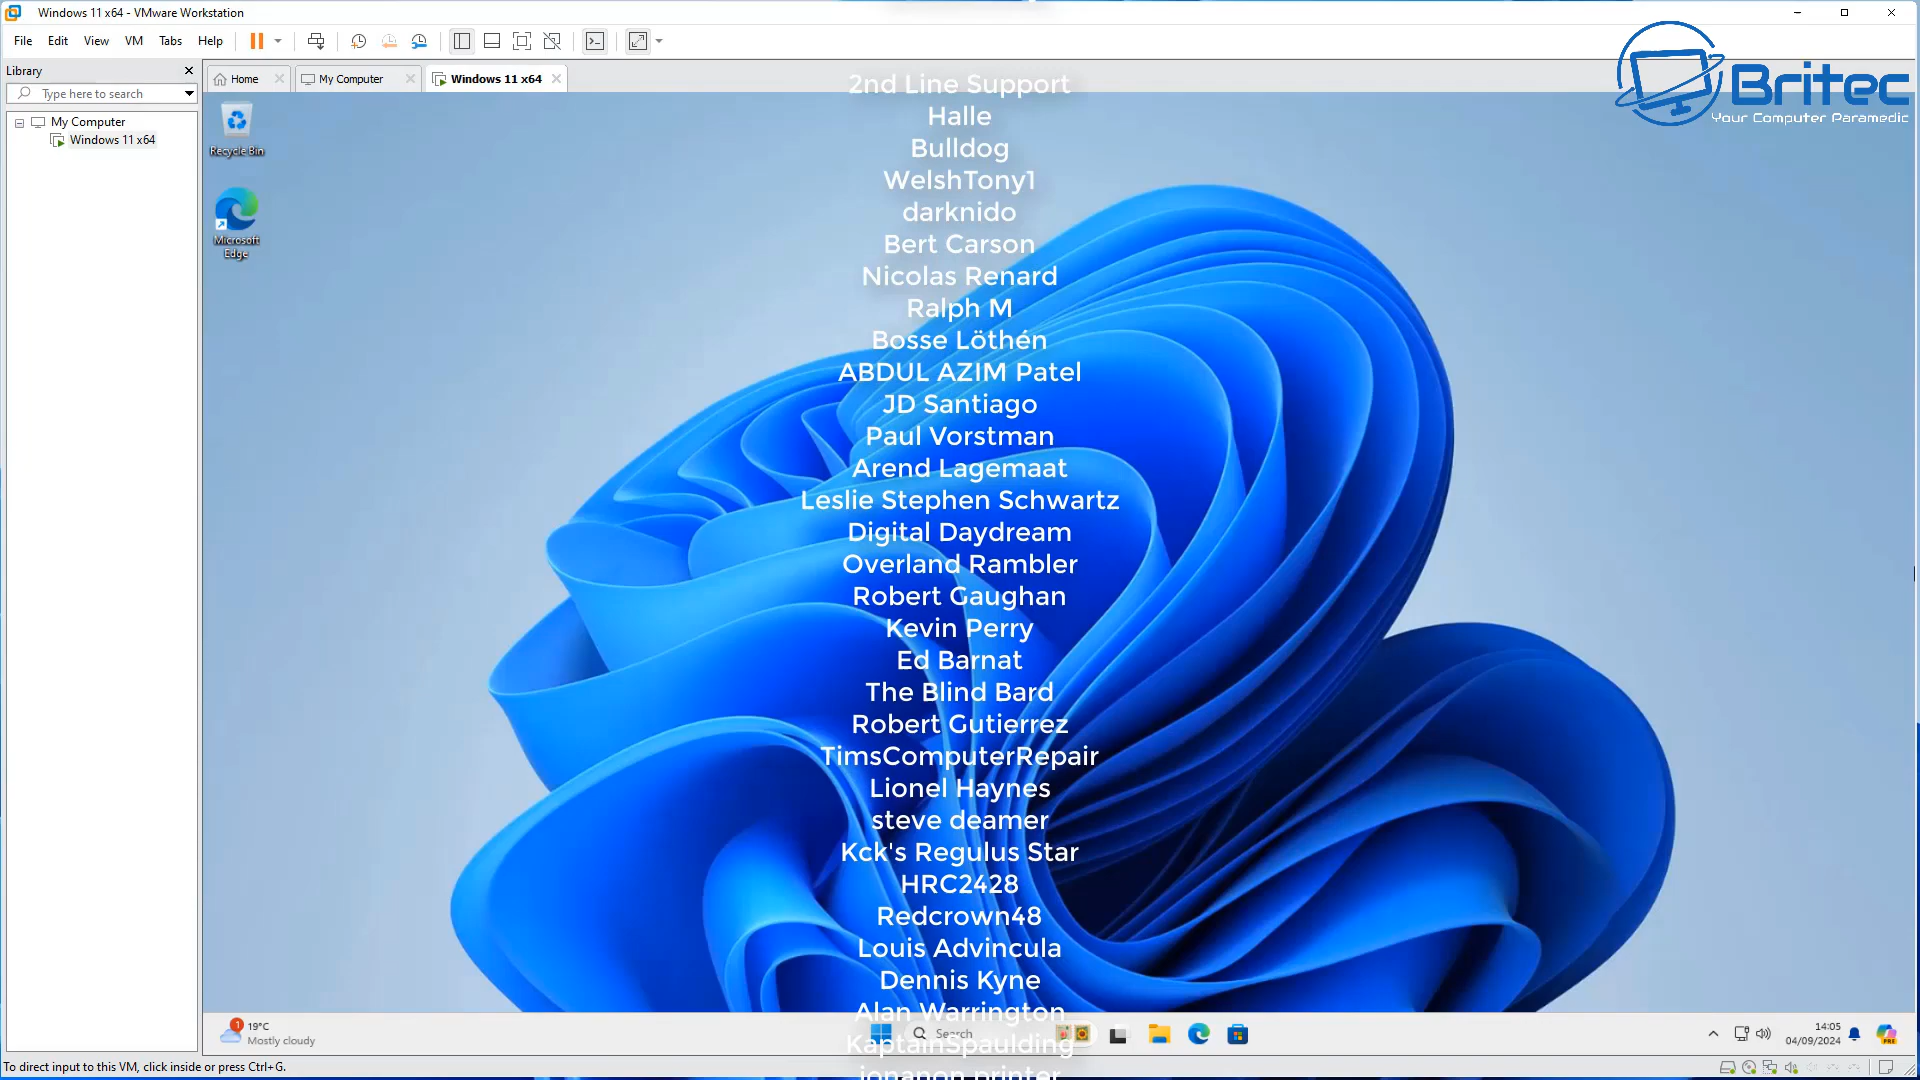 Windows 11 x64 - VMware Workstation
File Edit View VM Tabs Help
Library
Type here to search
My Computer
Windows 11 x64
Home
My Computer
Windows 11 x64
Britec
Your Computer Paramedic
Recycle Bin
Microsoft
Edge
2nd Line Support
Halle
Bulldog
WelshTony1
darknido
Bert Carson
Nicolas Renard
Ralph M
Bosse Löthén
ABDUL AZIM Patel
JD Santiago
Paul Vorstman
Arend Lagemaat
Leslie Stephen Schwartz
Digital Daydream
Overland Rambler
Robert Gaughan
Kevin Perry
Ed Barnat
The Blind Bard
Robert Gutierrez
TimsComputerRepair
Lionel Haynes
steve deamer
Kck's Regulus Star
HRC2428
Redcrown48
Louis Advincula
Dennis Kyne
Alan Warrington
KaptainSpaulding
jonanon printer
1
19°C
Mostly cloudy
Search
14:05
04/09/2024
PRE
To direct input to this VM, click inside or press Ctrl+G.